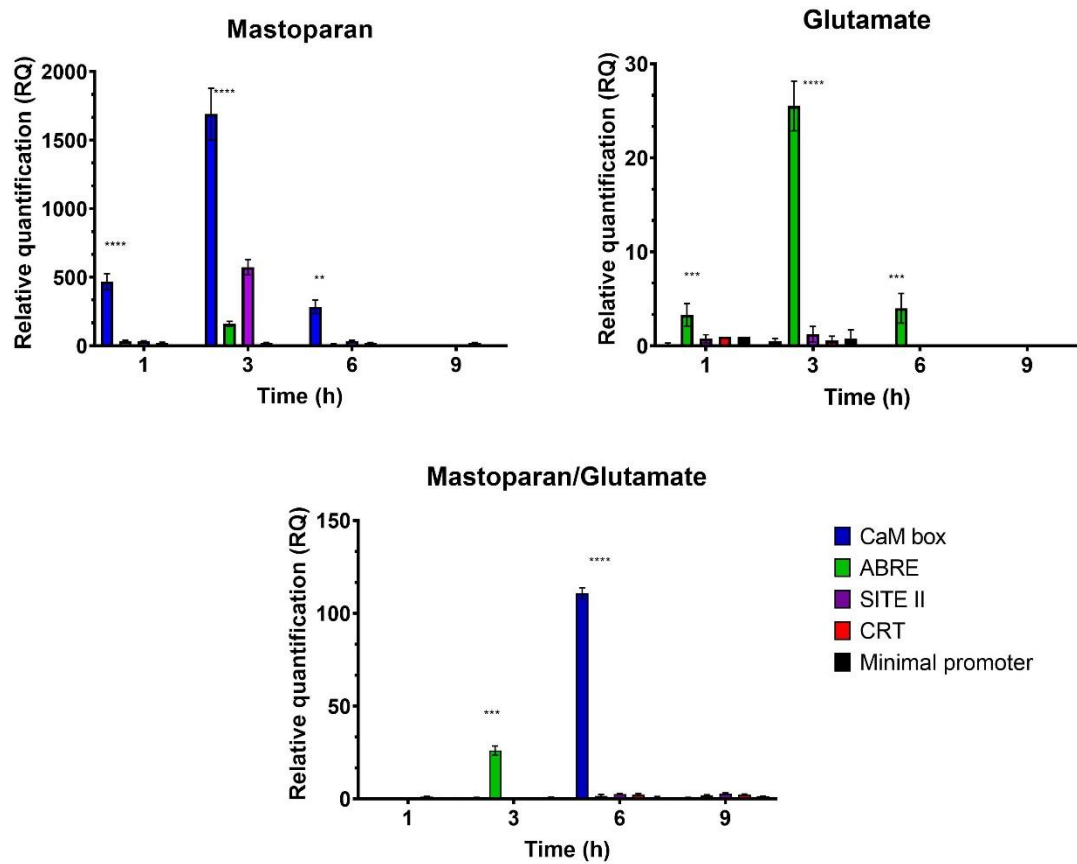 Mastoparan
Relative quantification (RQ)
2000
1500
1000
500
0
****
****
**
1
3
6
9
Time (h)
Glutamate
Relative quantification (RQ)
30
20
10
0
***
****
***
1
3
6
9
Time (h)
Mastoparan/Glutamate
Relative quantification (RQ)
150
100
50
0
***
****
1
3
6
9
Time (h)
CaM box
ABRE
SITE II
CRT
Minimal promoter